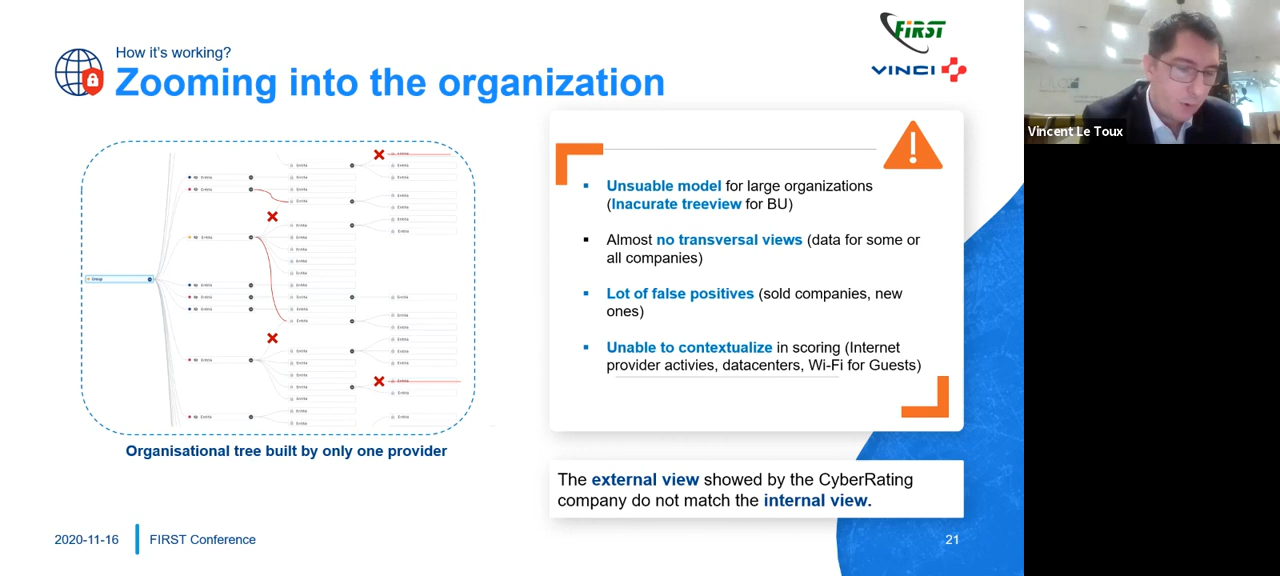 FIRST
VINCI
How it's working?
Zooming into the organization
Vincent Le Toux
Group
Unsuable model for large organizations
(Inacurate treeview for BU)
Almost no transversal views (data for some or
all companies)
Lot of false positives (sold companies, new
ones)
Unable to contextualize in scoring (Internet
provider activies, datacenters, Wi-Fi for Guests)
Organisational tree built by only one provider
The external view showed by the CyberRating
company do not match the internal view.
2020-11-16
FIRST Conference
21